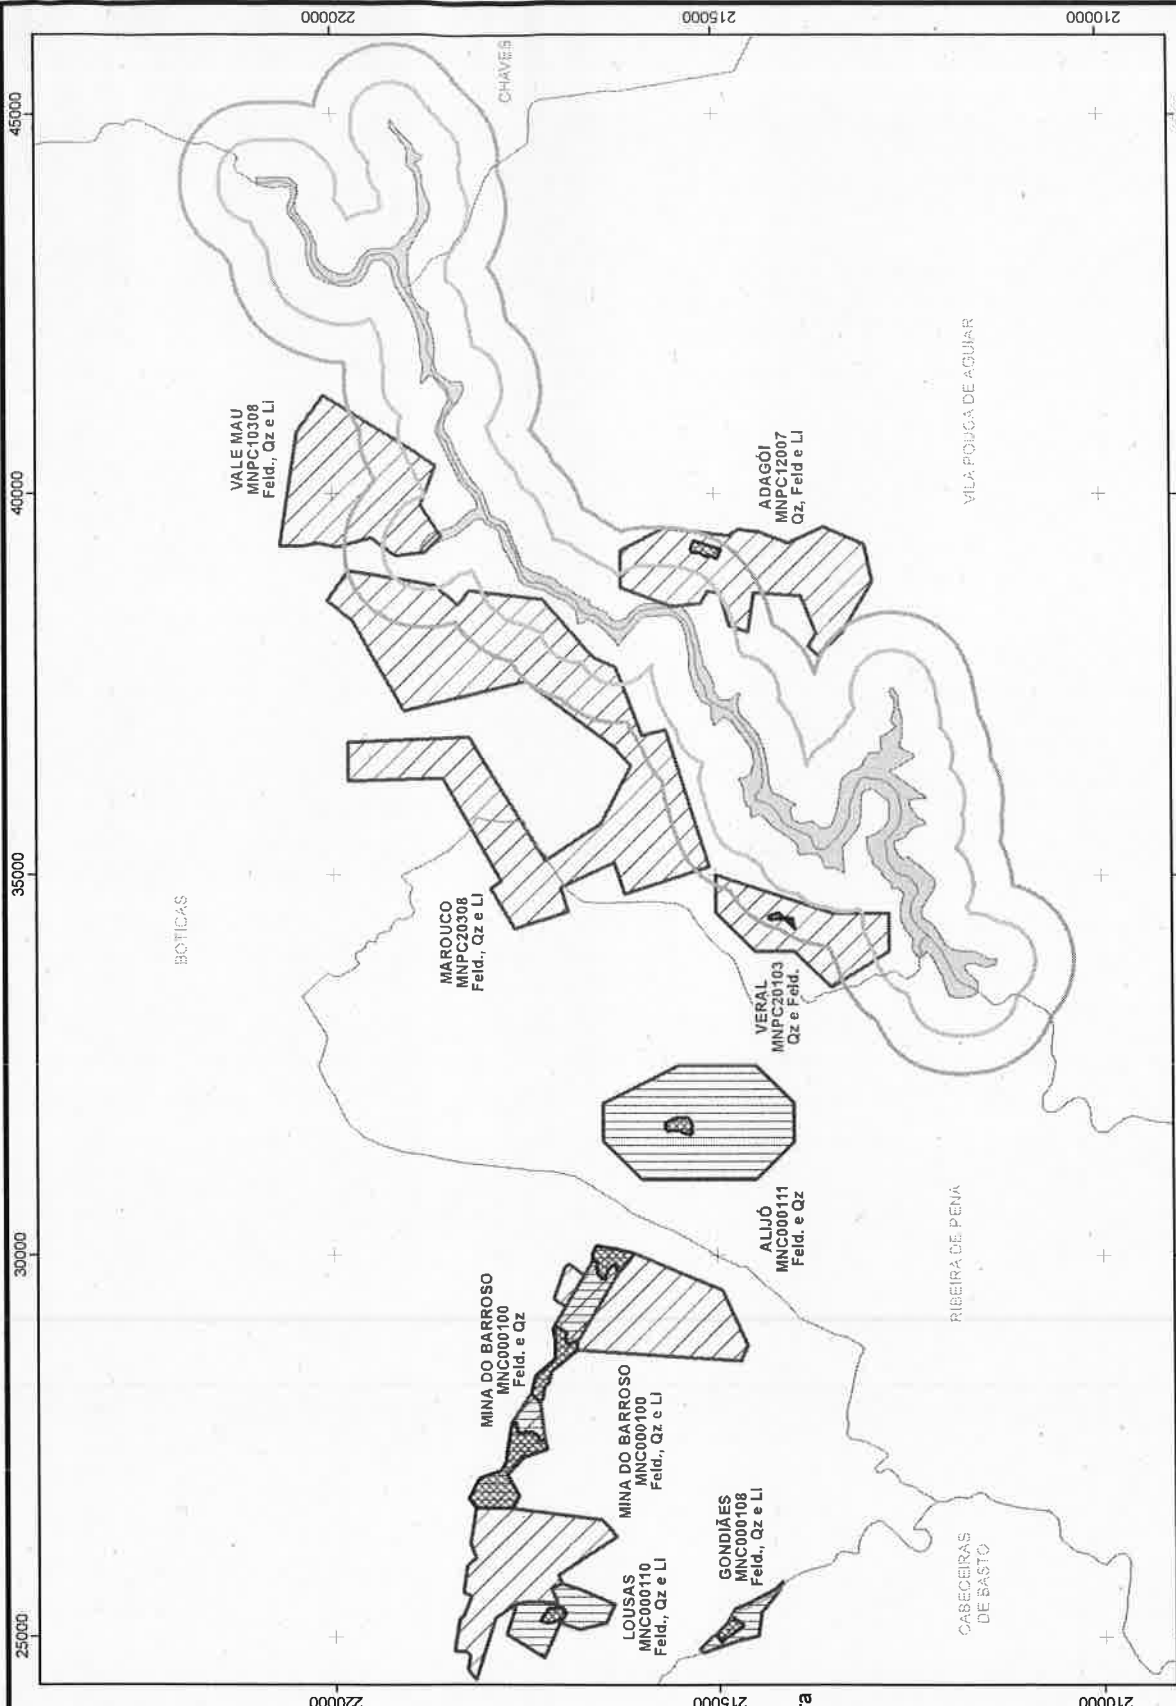 220000
215000
210000
45000
40000
35000
30000
25000
CHAVES
VALE MAU
MNPC10308
Feld., Qz e Li
ADAGÓI
MNPC12007
Qz, Feld e Li
VILA POUCA DE AGUIAR
BOTICAS
MAROUCO
MNPC20308
Feld., Qz e Li
VERAL
MNPC20103
Qz e Feld.
ALIJÓ
MNC000111
Feld. e Qz
RIBEIRA DE PENA
MINA DO BARROSO
MNC000100
Feld. e Qz
MINA DO BARROSO
MNC000100
Feld., Qz e Li
LOUSAS
MNC000110
Feld., Qz e Li
GONDIÃES
MNC000108
Feld., Qz e Li
CABECEIRAS
DE BASTO
220000
215000
210000
ra